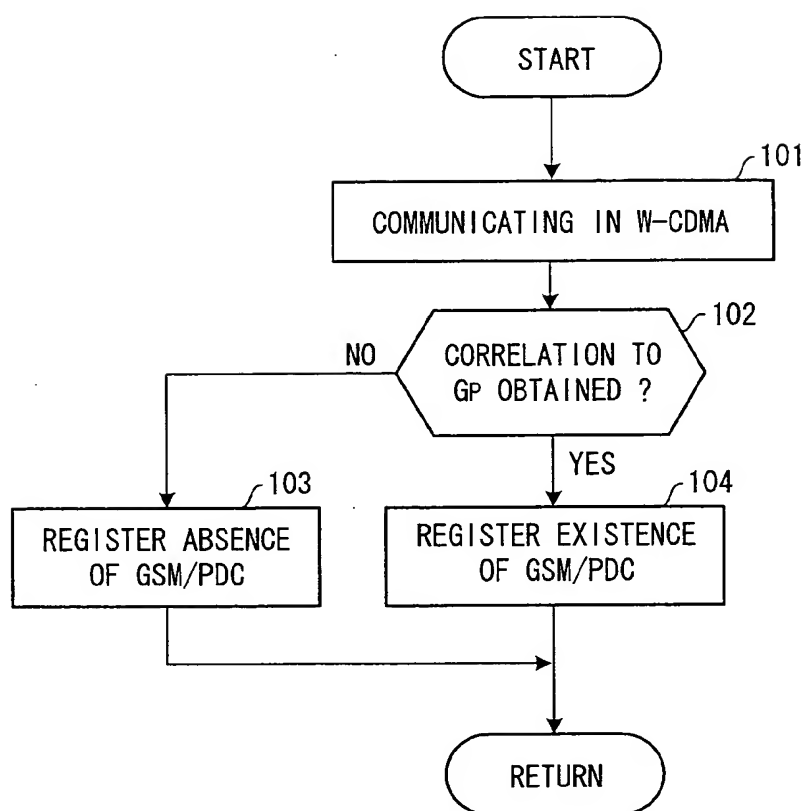 START
101
COMMUNICATING IN W-CDMA
102
CORRELATION TO
GP OBTAINED ?
NO
YES
103
REGISTER ABSENCE
OF GSM/PDC
104
REGISTER EXISTENCE
OF GSM/PDC
RETURN